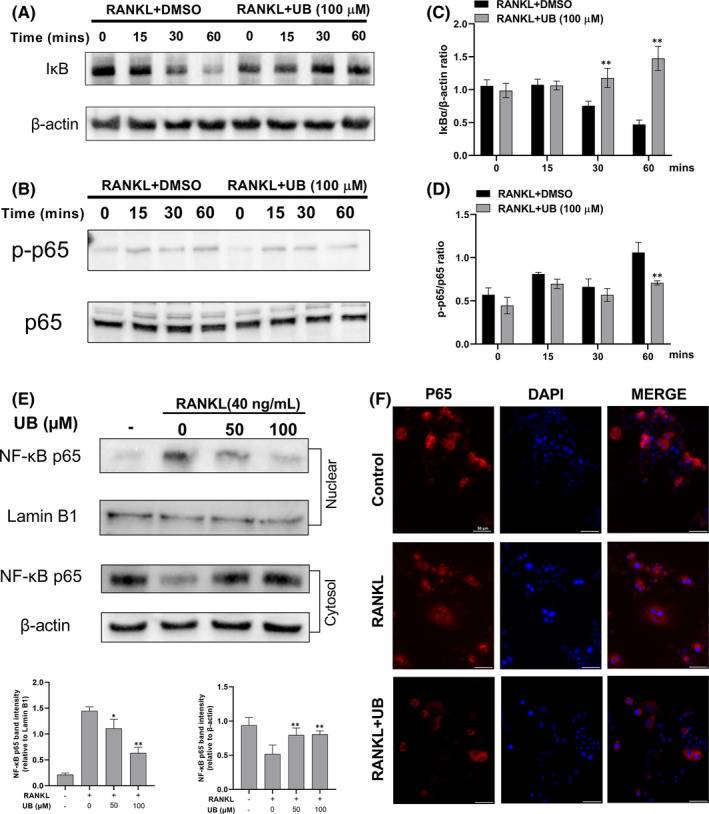 (A)
RANKL+DMSO RANKL+UB (100 μM)
Time (mins) 0 15 30 60 0 15 30 60
IκB
β-actin
(B)
RANKL+DMSO RANKL+UB (100 μM)
Time (mins) 0 15 30 60 0 15 30 60
p-p65
p65
(C)
RANKL+DMSO
RANKL+UB (100 μM)
IκBα/β-actin ratio
2.0
1.5
1.0
0.5
0.0
** **
0 15 30 60 mins
(D)
RANKL+DMSO
RANKL+UB (100 μM)
p-p65/p65 ratio
1.5
1.0
0.5
0.0
**
0 15 30 60 mins
(E)
RANKL(40 ng/mL)
UB (μM) - 0 50 100
NF-κB p65
Lamin B1
Nuclear
NF-κB p65
β-actin
Cytosol
NF-κB p65 band intensity
(relative to Lamin B1)
2.0
1.5
1.0
0.5
0.0
* **
RANKL - + + +
UB (μM) - 0 50 100
NF-κB p65 band intensity
(relative to β-actin)
1.5
1.0
0.5
0.0
** **
RANKL - + + +
UB (μM) - 0 50 100
(F)
P65 DAPI MERGE
Control
50 μm
RANKL
RANKL+UB